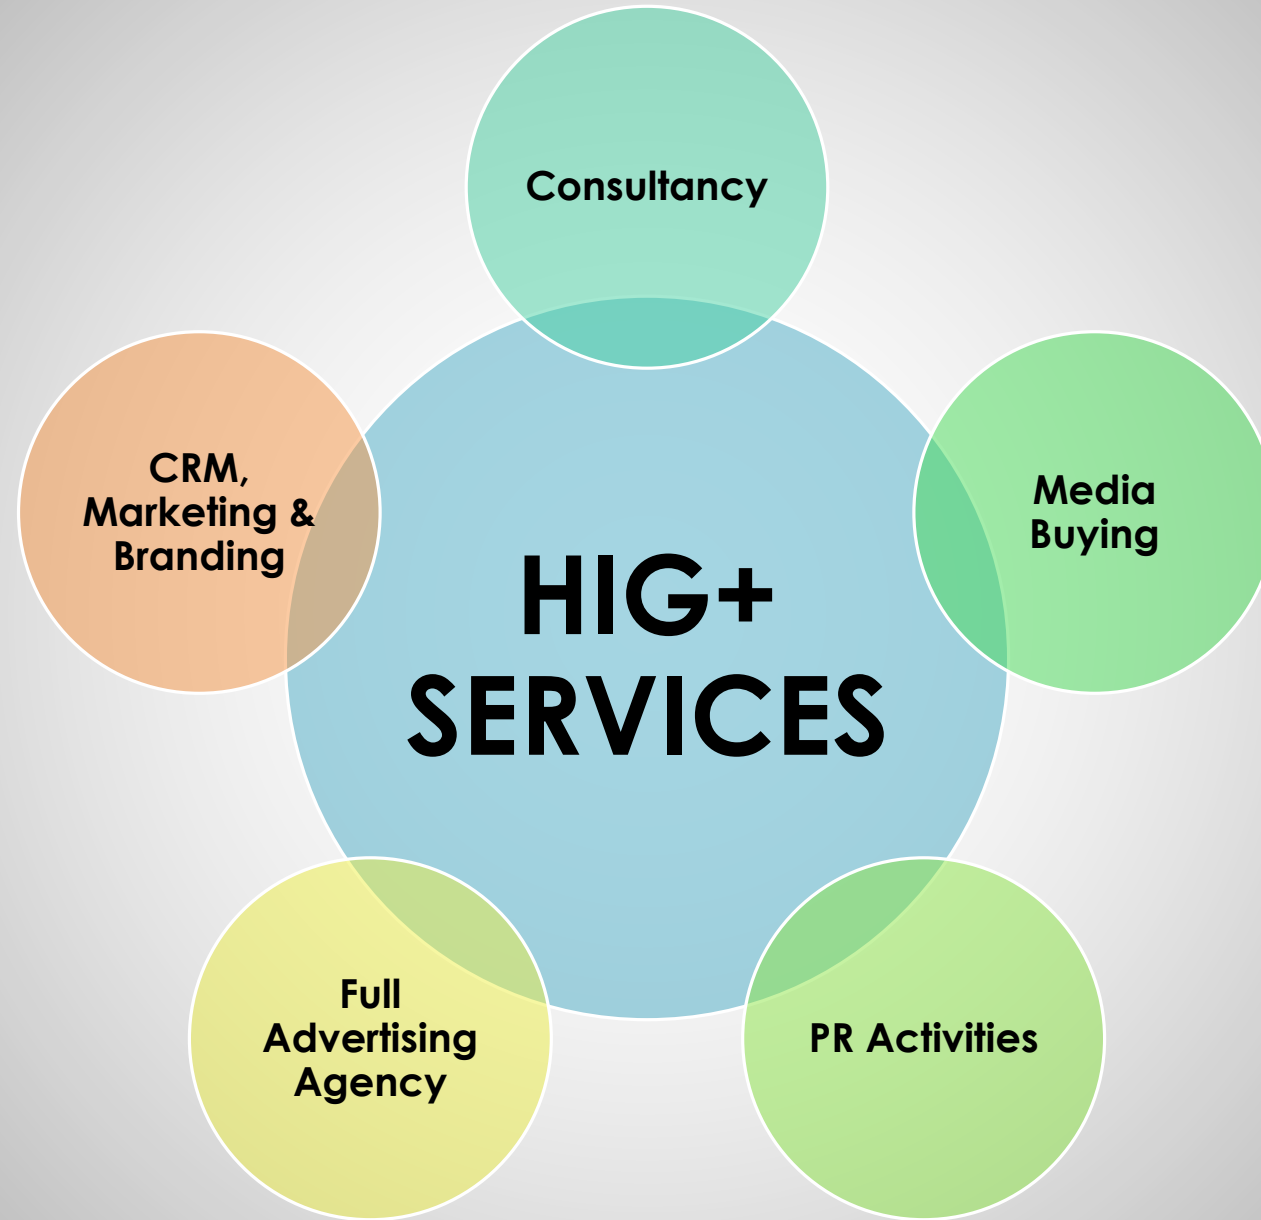 Consultancy
CRM,
Marketing &
Branding
Media
Buying
HIG+
SERVICES
Full
Advertising
Agency
PR Activities